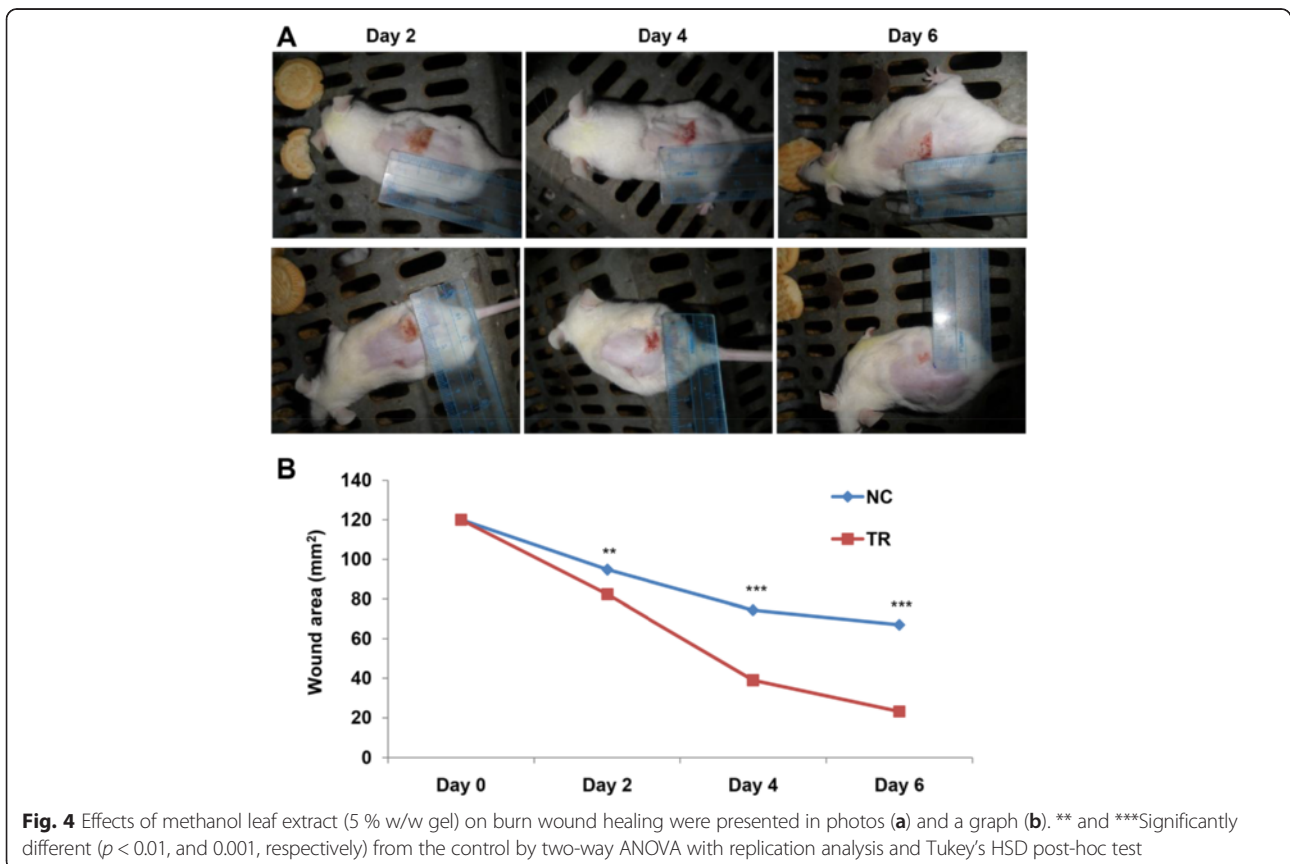 A
Day 2 Day 4 Day 6
B
Wound area (mm²)
140
120
100
80
60
40
20
0
NC
TR
**
***
***
Day 0 Day 2 Day 4 Day 6
Fig. 4 Effects of methanol leaf extract (5 % w/w gel) on burn wound healing were presented in photos (a) and a graph (b). ** and ***Significantly
different (p < 0.01, and 0.001, respectively) from the control by two-way ANOVA with replication analysis and Tukey's HSD post-hoc test